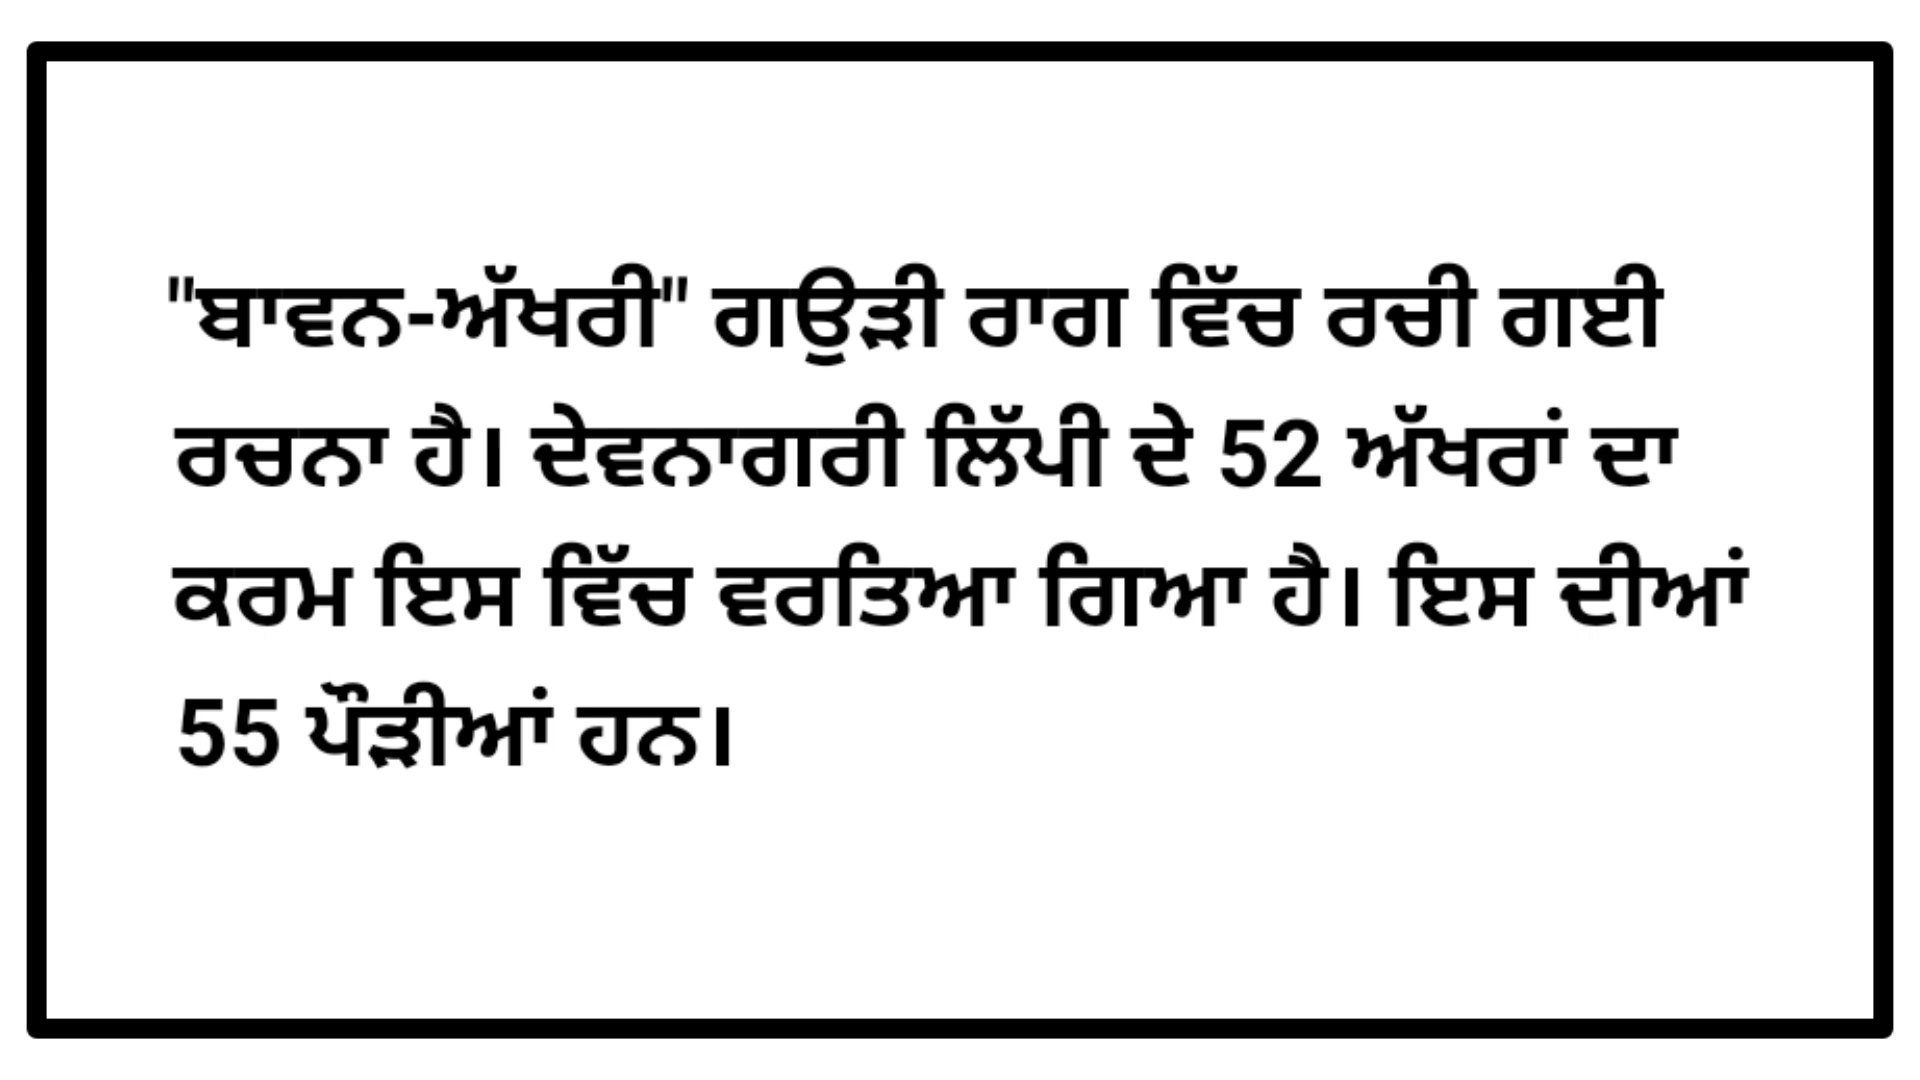 "ਬਾਵਨ-ਅੱਖਰੀ" ਗਉੜੀ ਰਾਗ ਵਿੱਚ ਰਚੀ ਗਈ
ਰਚਨਾ ਹੈ। ਦੇਵਨਾਗਰੀ ਲਿੱਪੀ ਦੇ 52 ਅੱਖਰਾਂ ਦਾ
ਕਰਮ ਇਸ ਵਿੱਚ ਵਰਤਿਆ ਗਿਆ ਹੈ। ਇਸ ਦੀਆਂ
55 ਪੌੜੀਆਂ ਹਨ।